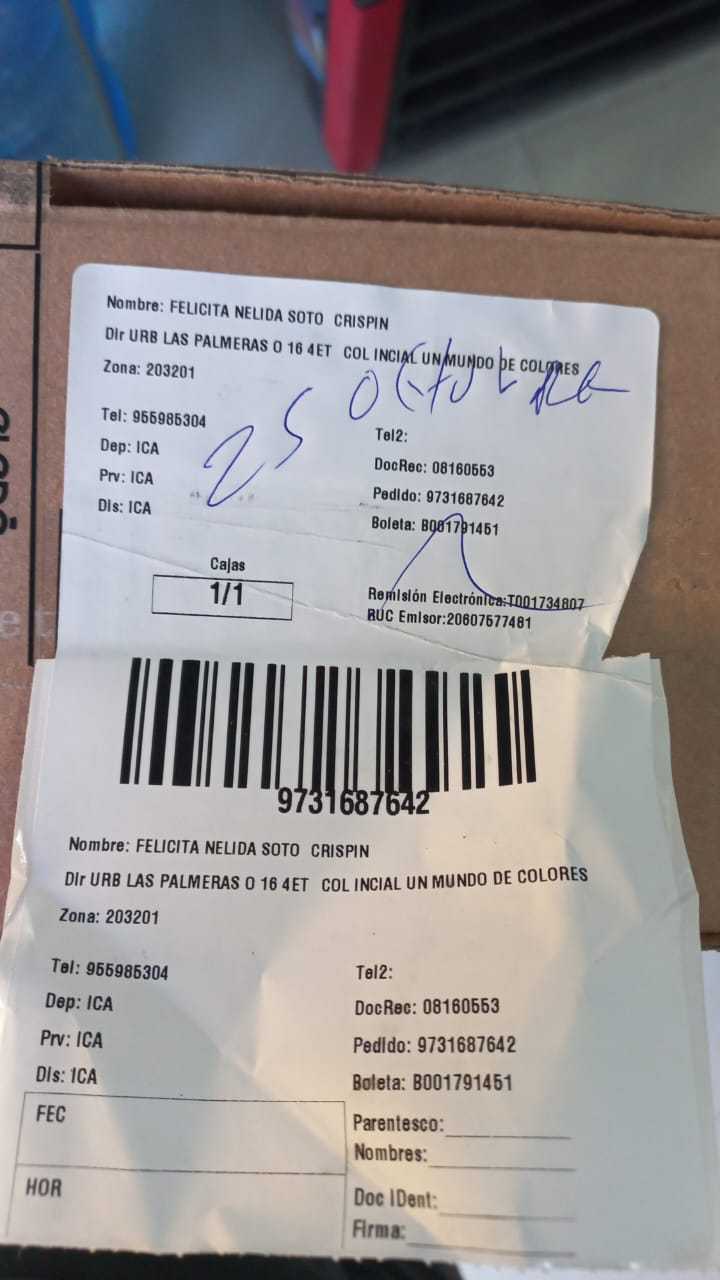 Nombre: FELICITA NELIDA SOTO CRISPIN
Dir URB LAS PALMERAS O 16 4ET COL INCIAL UN MUNDO DE COLORES
Zona: 203201
25 octubre
Tel: 955985304
Tel2:
Dep: ICA
DocRec: 08160553
Prv: ICA
Pedido: 9731687642
Dis: ICA
Boleta: B001791451
Cajas
1/1
Remisión Electrónica:T001734807
RUC Emisor:20607577481
9731687642
Nombre: FELICITA NELIDA SOTO CRISPIN
Dir URB LAS PALMERAS O 16 4ET COL INCIAL UN MUNDO DE COLORES
Zona: 203201
Tel: 955985304
Tel2:
Dep: ICA
DocRec: 08160553
Prv: ICA
Pedido: 9731687642
Dis: ICA
Boleta: B001791451
FEC
Parentesco:
Nombres:
HOR
Doc IDent:
Firma: